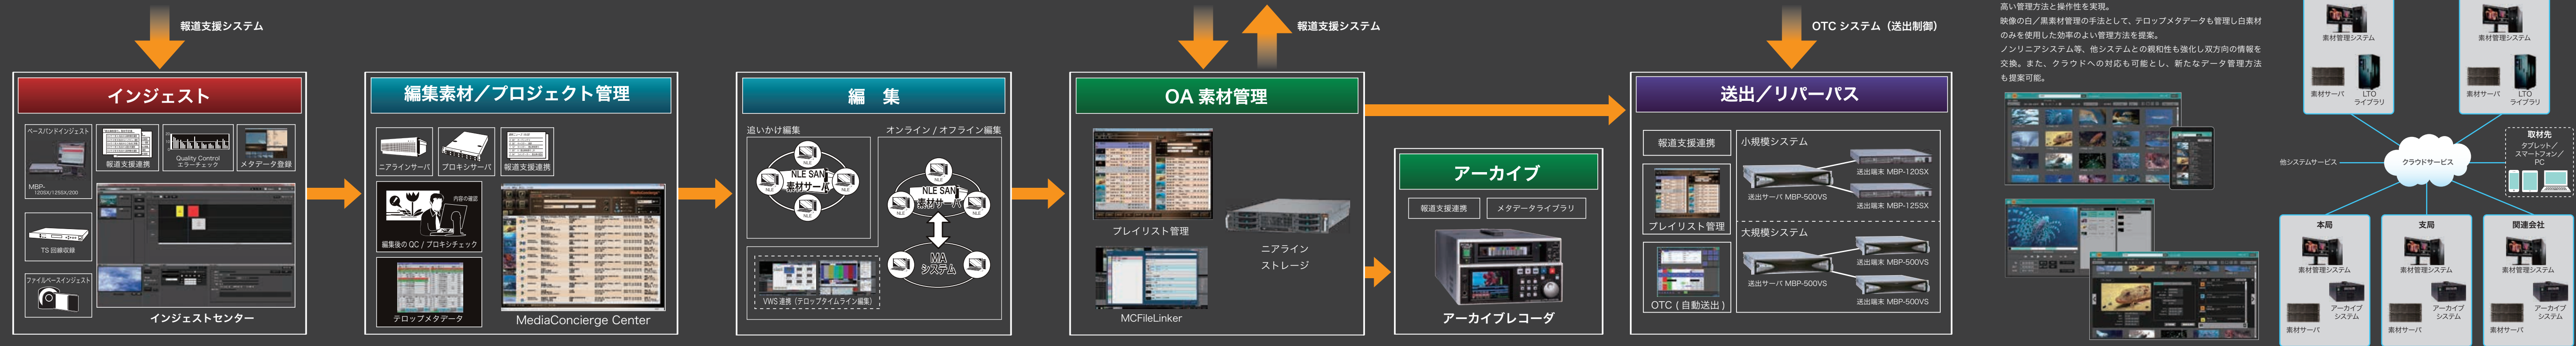 報道支援システム
インジェスト
ベースバンドインジェスト
MBP-
120SX/125SX/200
報道支援連携
Quality Control
エラーチェック
メタデータ登録
TS 回線収録
ファイルベースインジェスト
インジェストセンター
編集素材／プロジェクト管理
ニアラインサーバ
プロキシサーバ
報道支援連携
内容の確認
編集後の QC / プロキシチェック
テロップメタデータ
MediaConcierge
MediaConcierge Center
編　集
追いかけ編集
オンライン / オフライン編集
NLE
NLE
NLE SAN
素材サーバ
NLE
NLE
NLE
NLE SAN
素材サーバ
NLE
NLE
MA
システム
VWS 連携（テロップタイムライン編集）
報道支援システム
OA 素材管理
プレイリスト管理
MCFileLinker
ニアライン
ストレージ
アーカイブ
報道支援連携
メタデータライブラリ
アーカイブレコーダ
OTC システム（送出制御）
送出／リパーパス
報道支援連携
プレイリスト管理
OTC ( 自動送出 )
小規模システム
送出サーバ MBP-500VS
送出端末 MBP-120SX
送出端末 MBP-125SX
大規模システム
送出サーバ MBP-500VS
送出端末 MBP-500VS
送出端末 MBP-500VS
高い管理方法と操作性を実現。
映像の白／黒素材管理の手法として、テロップメタデータも管理し白素材
のみを使用した効率のよい管理方法を提案。
ノンリニアシステム等、他システムとの親和性も強化し双方向の情報を
交換。また、クラウドへの対応も可能とし、新たなデータ管理方法
も提案可能。
素材管理システム
素材サーバ
LTO
ライブラリ
素材管理システム
素材サーバ
LTO
ライブラリ
他システムサービス
クラウドサービス
取材先
タブレット／
スマートフォン／
PC
本局
素材管理システム
素材サーバ
アーカイブ
システム
支局
素材管理システム
素材サーバ
アーカイブ
システム
関連会社
素材管理システム
素材サーバ
アーカイブ
システム